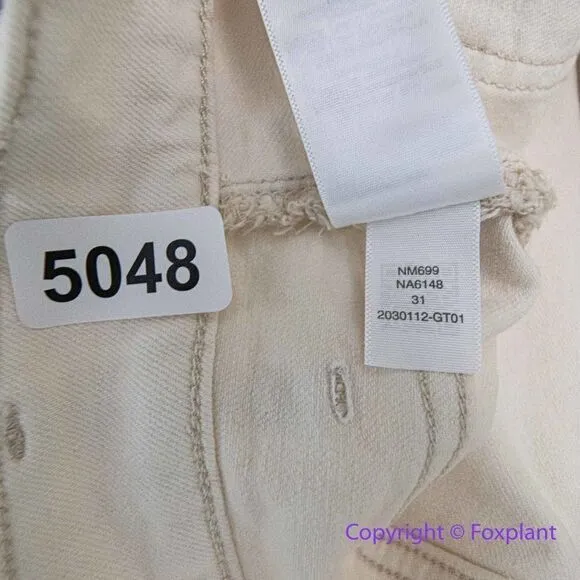 5048
NM699
NA6148
31
2030112-GT01
Copyright © Foxplant